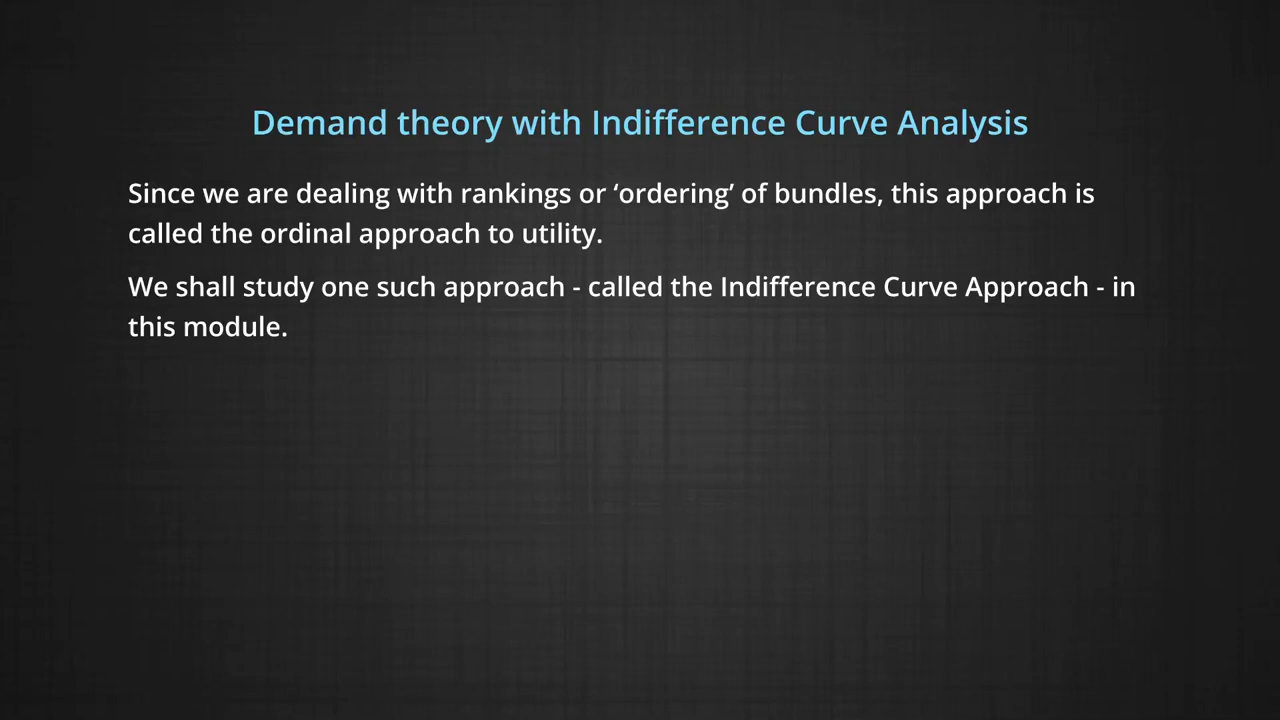 Demand theory with Indifference Curve Analysis
Since we are dealing with rankings or ‘ordering’ of bundles, this approach is
called the ordinal approach to utility.
We shall study one such approach - called the Indifference Curve Approach - in
this module.